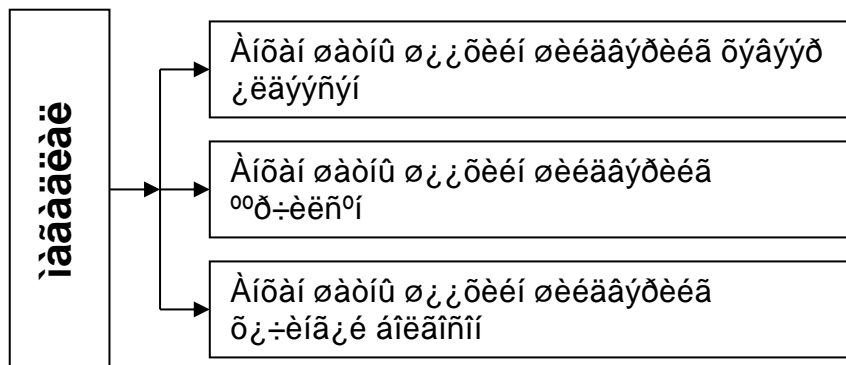 ìàãàäëàë
Àíõàí øàòíû ø¿¿õèéí øèéäâýðèéã õýâýýð
¿ëäýýñýí
Àíõàí øàòíû ø¿¿õèéí øèéäâýðèéã
ººð÷èëñºí
Àíõàí øàòíû ø¿¿õèéí øèéäâýðèéã
õ¿÷èíã¿é áîëãîñîí